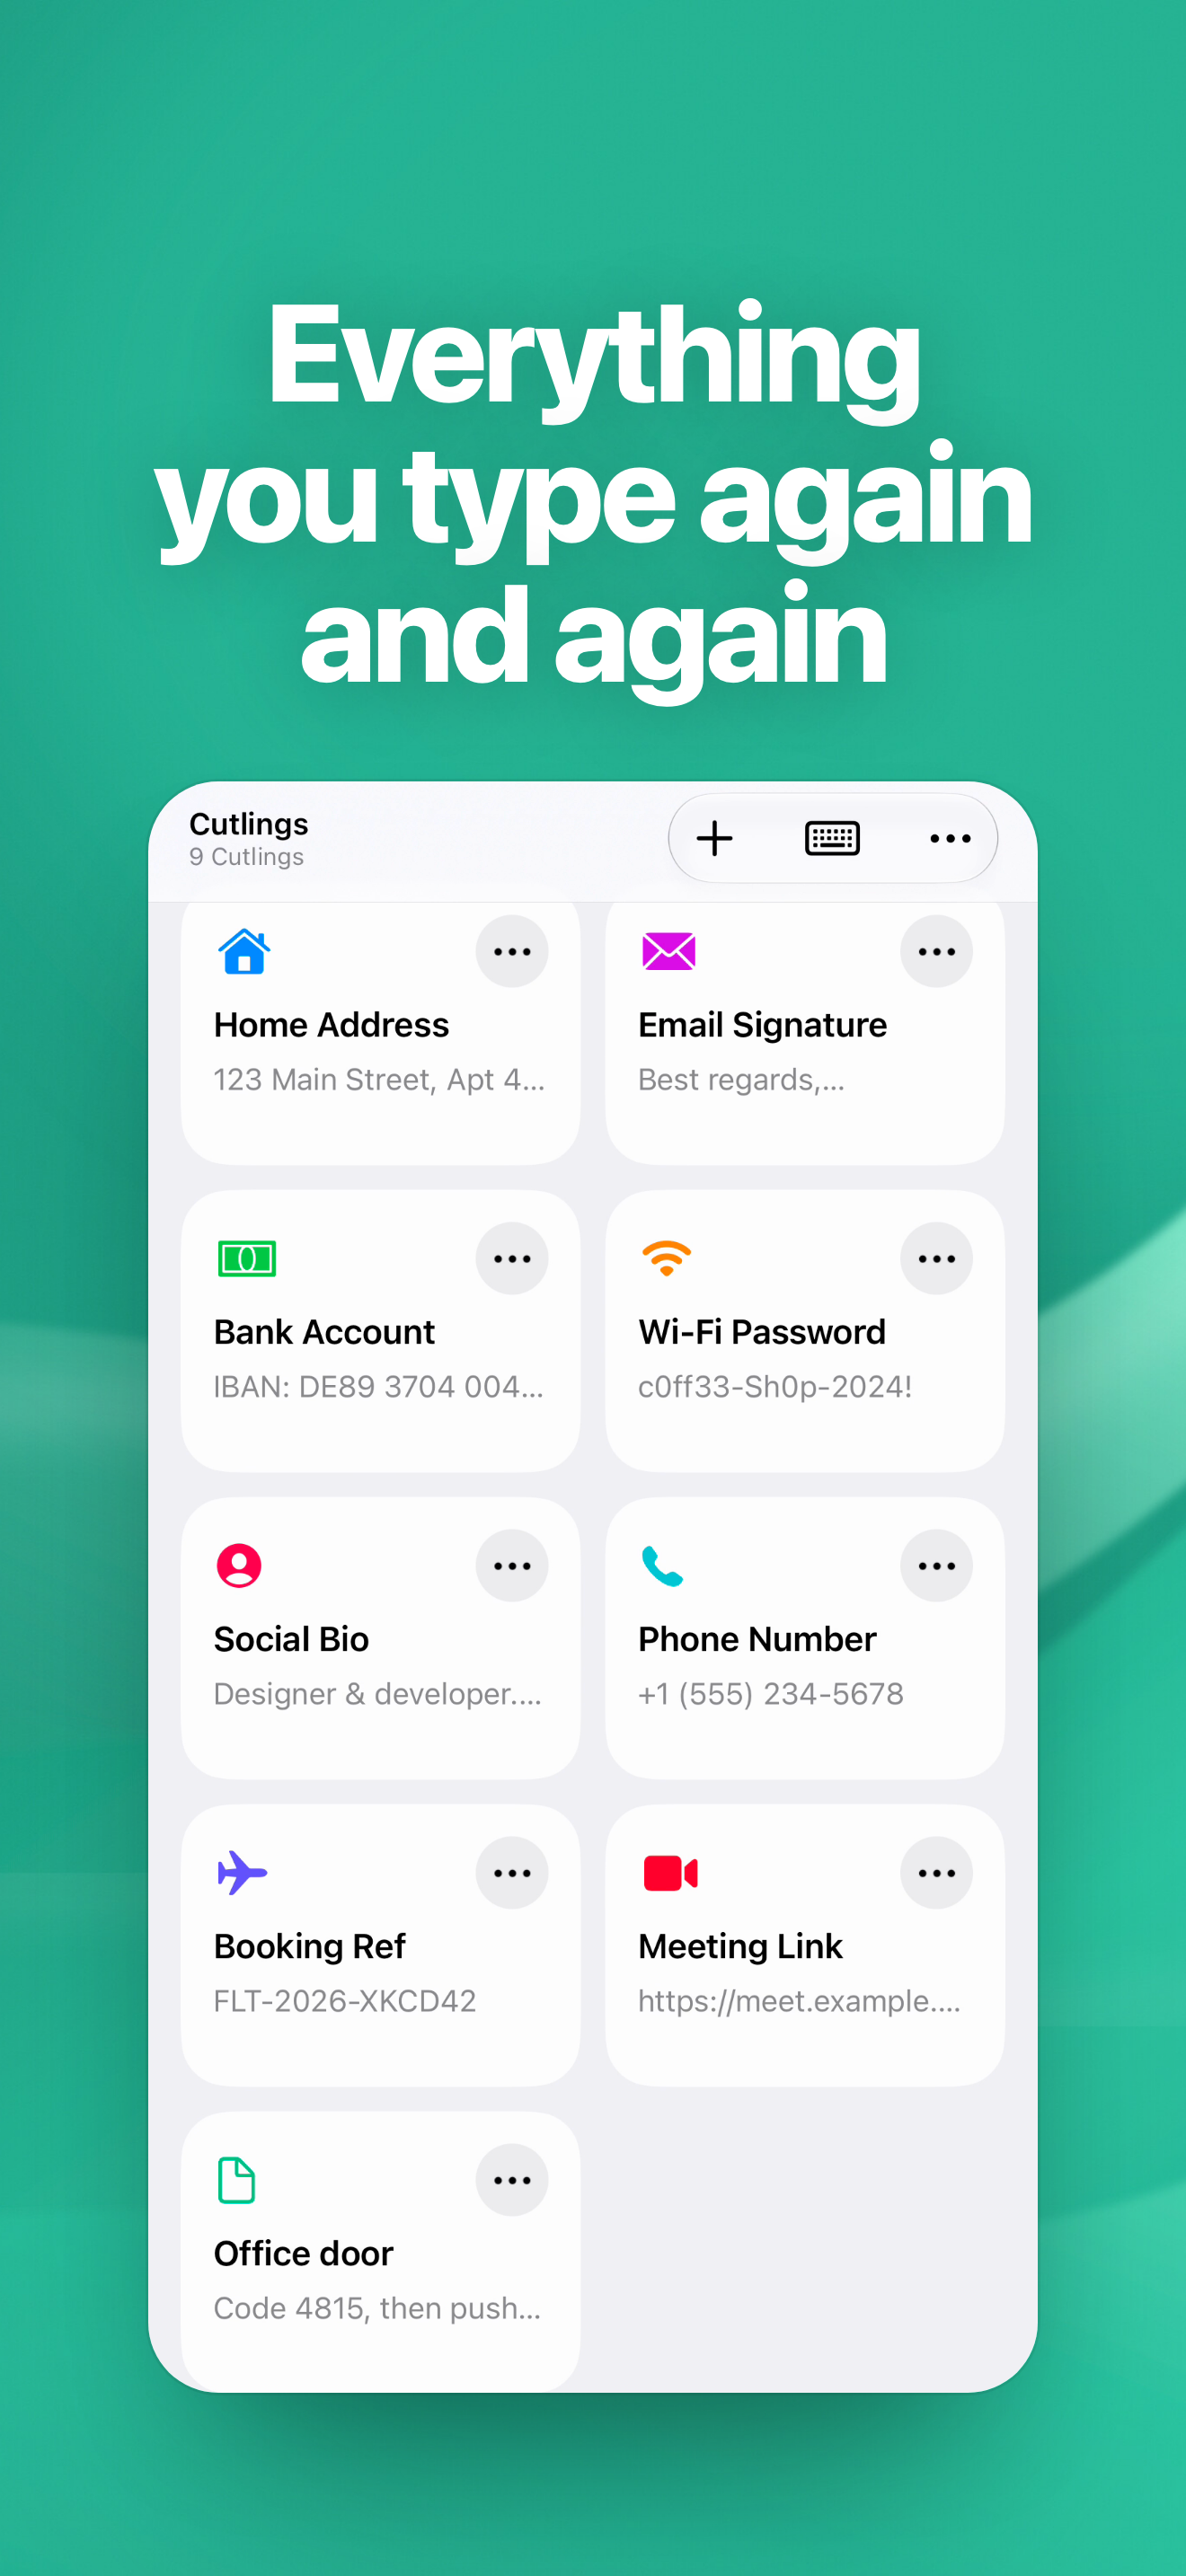 Everything
you type again
and again
Cutlings
9 Cutlings
Home Address
123 Main Street, Apt 4...
Email Signature
Best regards,...
Bank Account
IBAN: DE89 3704 004...
Wi-Fi Password
c0ff33-Sh0p-2024!
Social Bio
Designer & developer....
Phone Number
+1 (555) 234-5678
Booking Ref
FLT-2026-XKCD42
Meeting Link
https://meet.example....
Office door
Code 4815, then push...